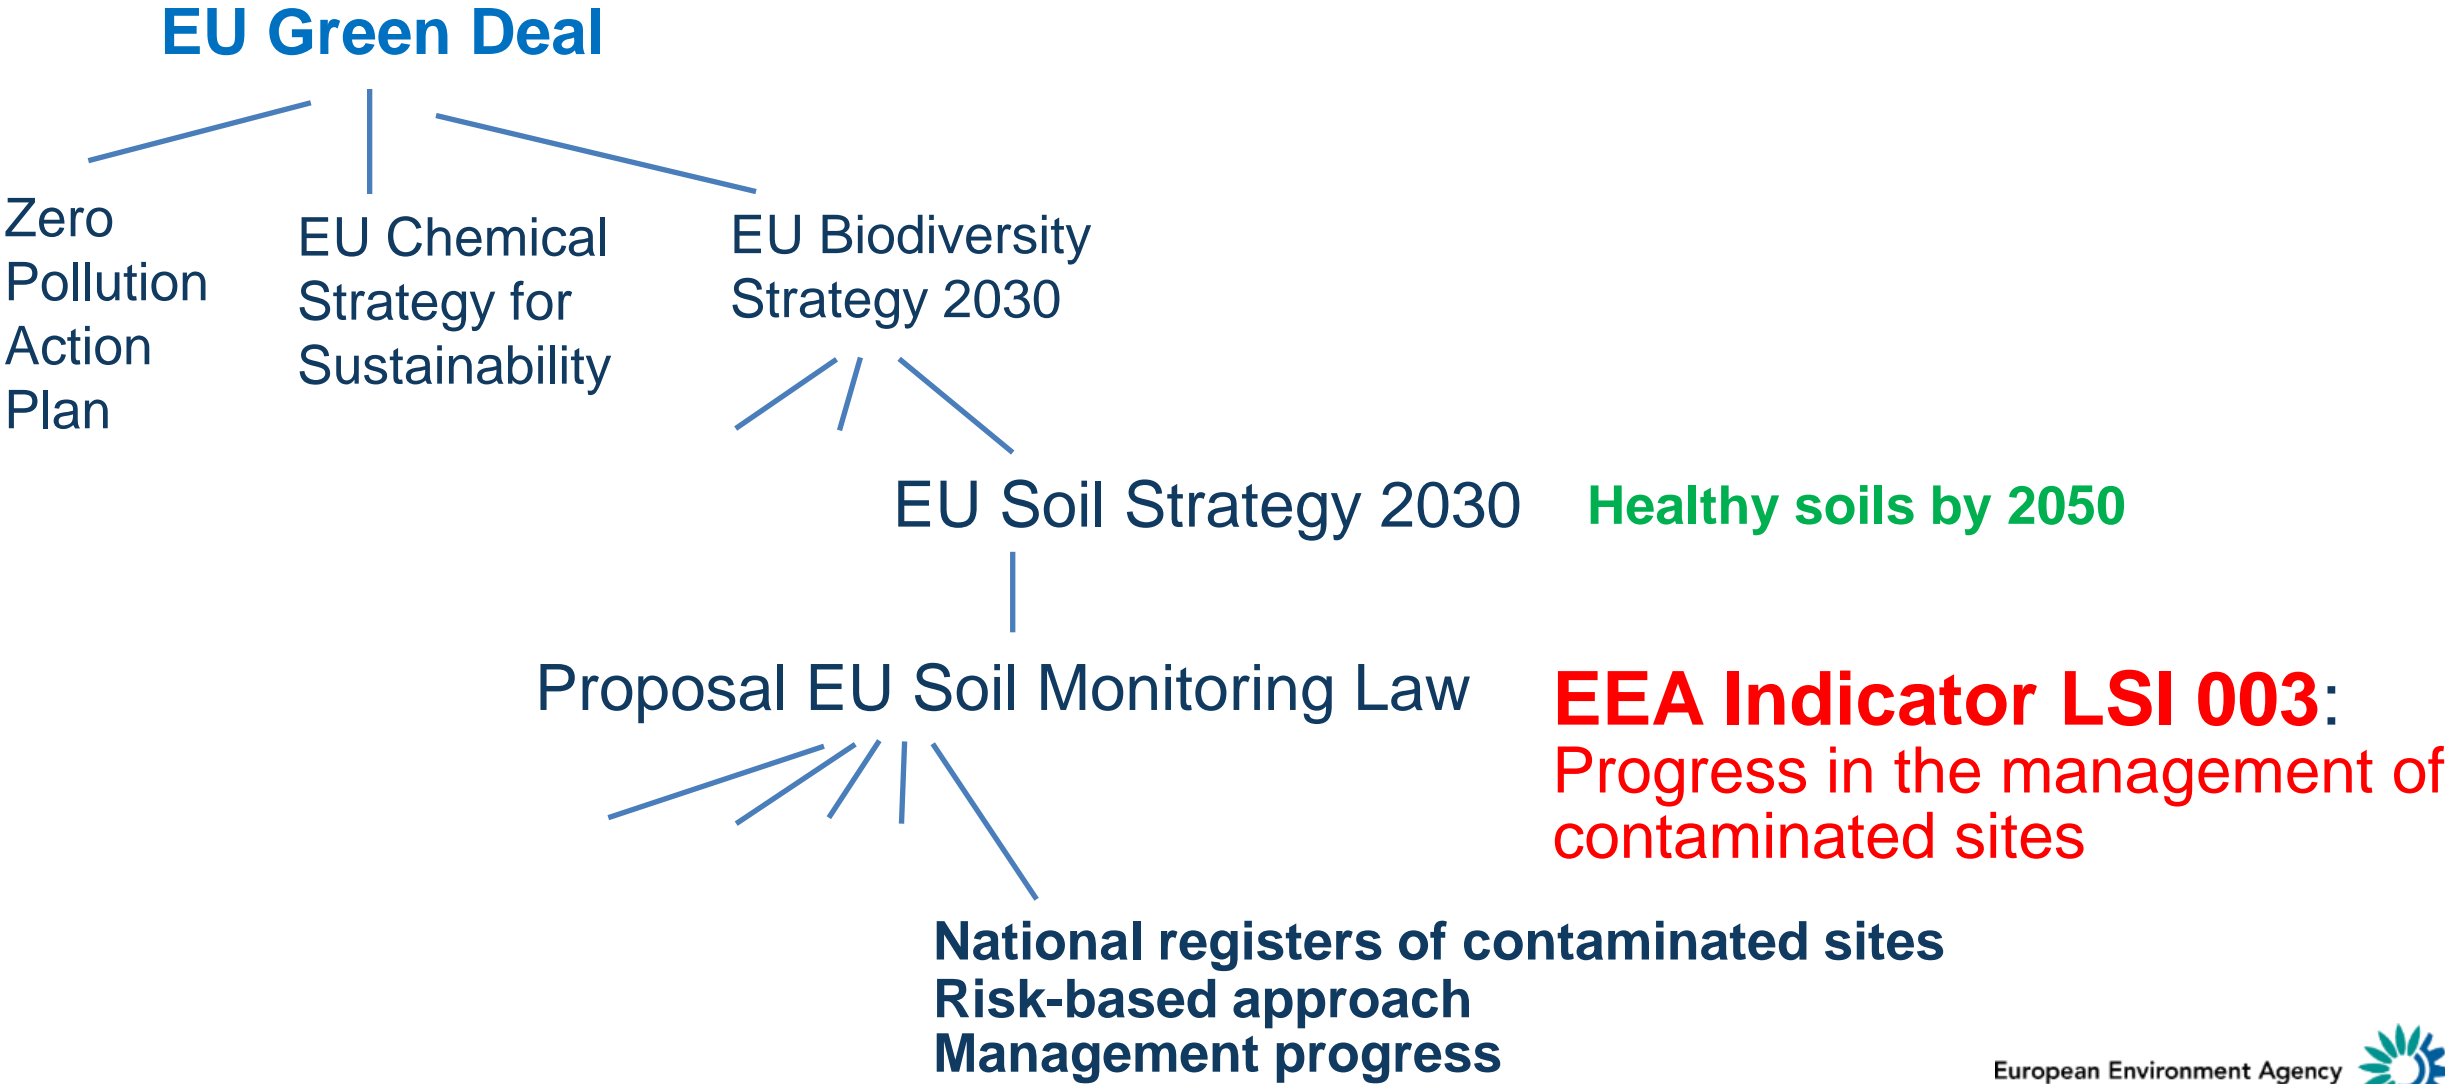 EU Green Deal
Zero
Pollution
Action
Plan
EU Chemical
Strategy for
Sustainability
EU Biodiversity
Strategy 2030
EU Soil Strategy 2030
Healthy soils by 2050
Proposal EU Soil Monitoring Law
EEA Indicator LSI 003:
Progress in the management of
contaminated sites
National registers of contaminated sites
Risk-based approach
Management progress
European Environment Agency